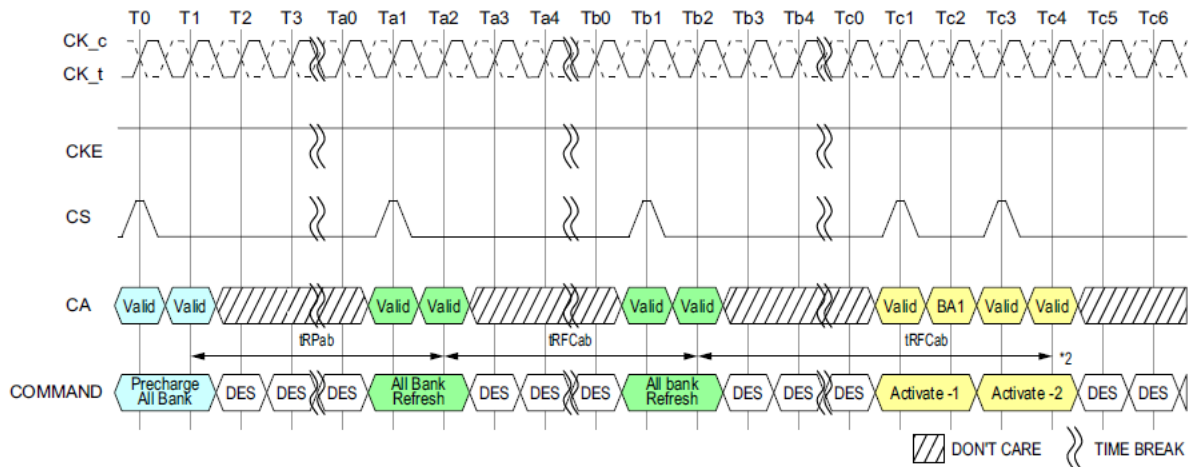 T0 T1 T2 T3 Ta0 Ta1 Ta2 Ta3 Ta4 Tb0 Tb1 Tb2 Tb3 Tb4 Tc0 Tc1 Tc2 Tc3 Tc4 Tc5 Tc6
CK_c
CK_t
CKE
CS
CA Valid Valid Valid Valid Valid Valid Valid BA1 Valid Valid
tRPab tRFCab tRFCab *2
COMMAND Precharge All Bank DES DES DES All Bank Refresh DES DES DES All bank Refresh DES DES DES Activate -1 Activate -2 DES DES
DON'T CARE TIME BREAK